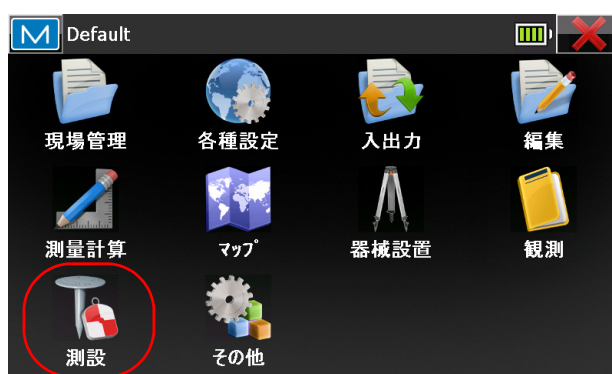 Default
現場管理
各種設定
入出力
編集
測量計算
ﾏｯﾌﾟ
器械設置
観測
測設
その他